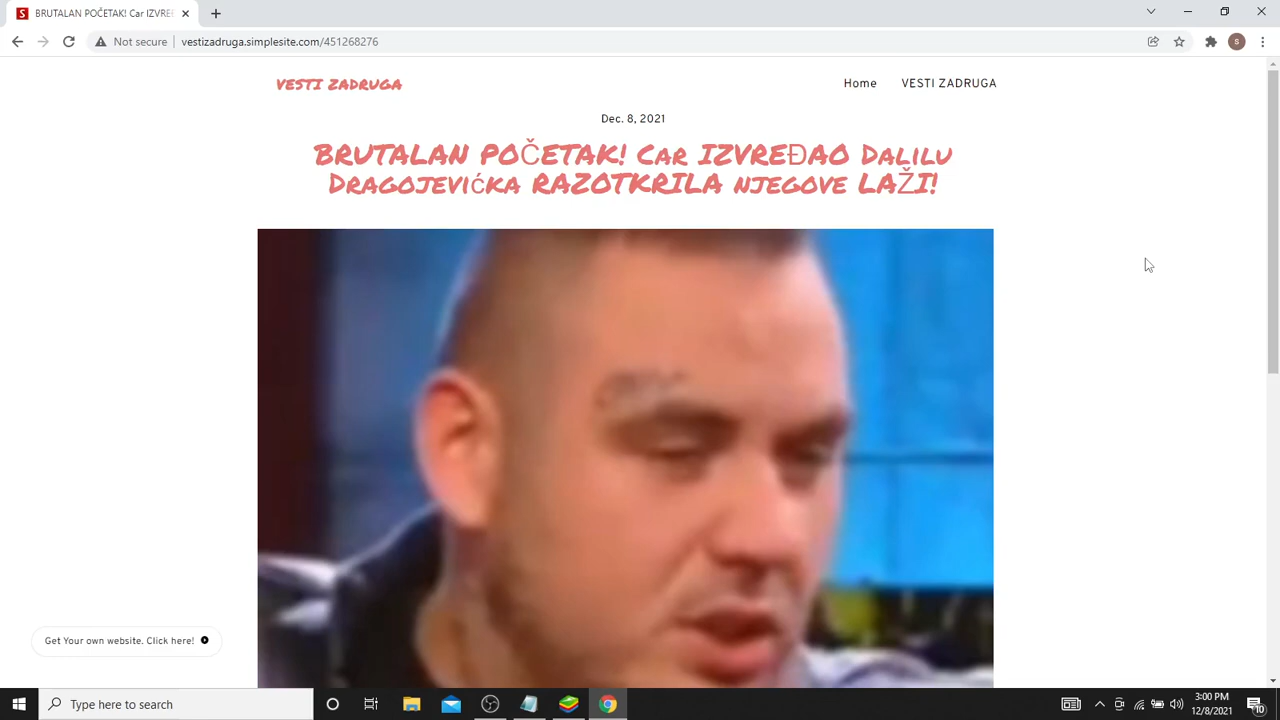 BRUTALAN POČETAK! Car IZVREĐ
Not secure
vestizadruga.simplesite.com/451268276
S
VESTI ZADRUGA
Home
VESTI ZADRUGA
Dec. 8, 2021
BRUTALAN POČETAK! Car IZVREĐAO Dalilu
Dragojevićka RAZOTKRILA njegove LAŽI!
Get Your own website. Click here!
Type here to search
3:00 PM
12/8/2021
10